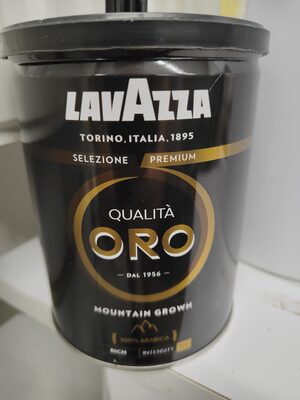 LAVAZZA
TORINO, ITALIA, 1895
SELEZIONE PREMIUM
QUALITÀ
ORO
DAL 1956
MOUNTAIN GROWN
100% ARABICA
RICH INTENSITY